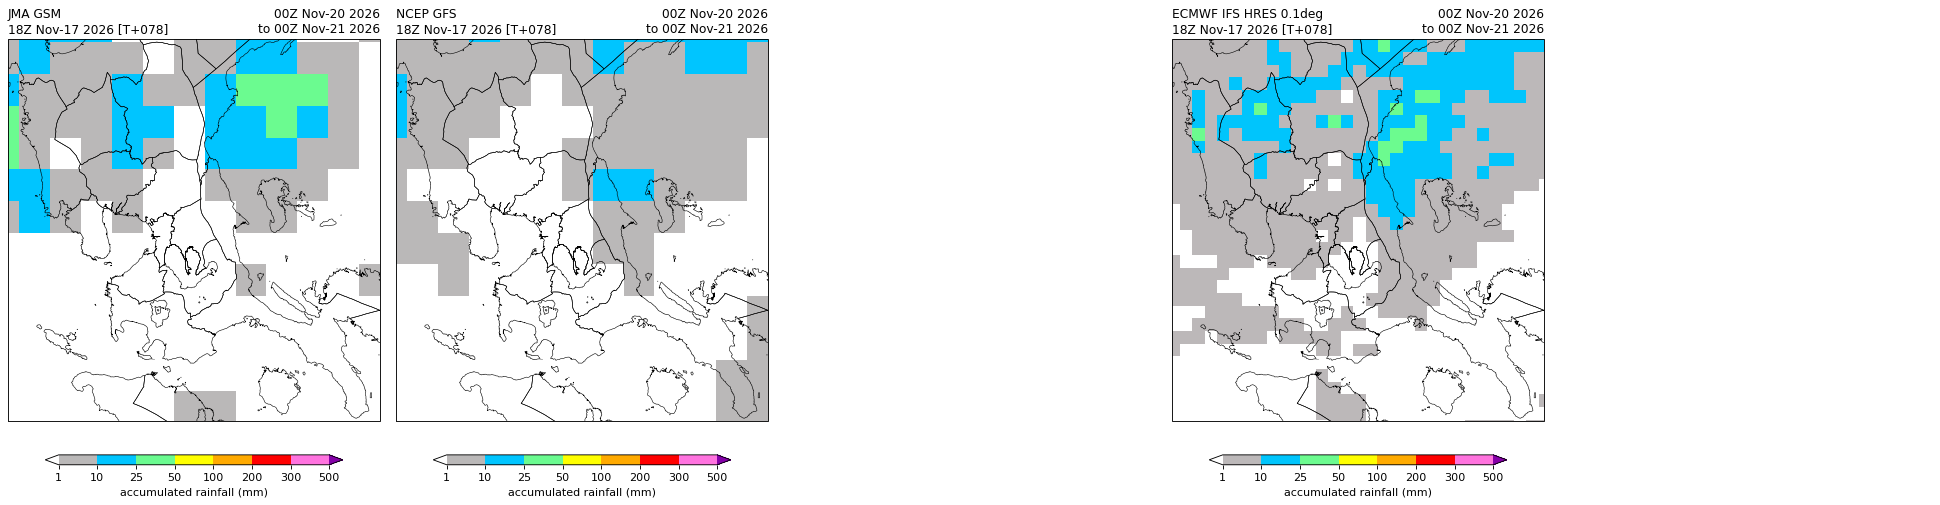 JMA GSM
00Z Nov-20 2026
18Z Nov-17 2026 [T+078]
to 00Z Nov-21 2026
NCEP GFS
00Z Nov-20 2026
18Z Nov-17 2026 [T+078]
to 00Z Nov-21 2026
ECMWF IFS HRES 0.1deg
00Z Nov-20 2026
18Z Nov-17 2026 [T+078]
to 00Z Nov-21 2026
1 10 25 50 100 200 300 500
accumulated rainfall (mm)
1 10 25 50 100 200 300 500
accumulated rainfall (mm)
1 10 25 50 100 200 300 500
accumulated rainfall (mm)